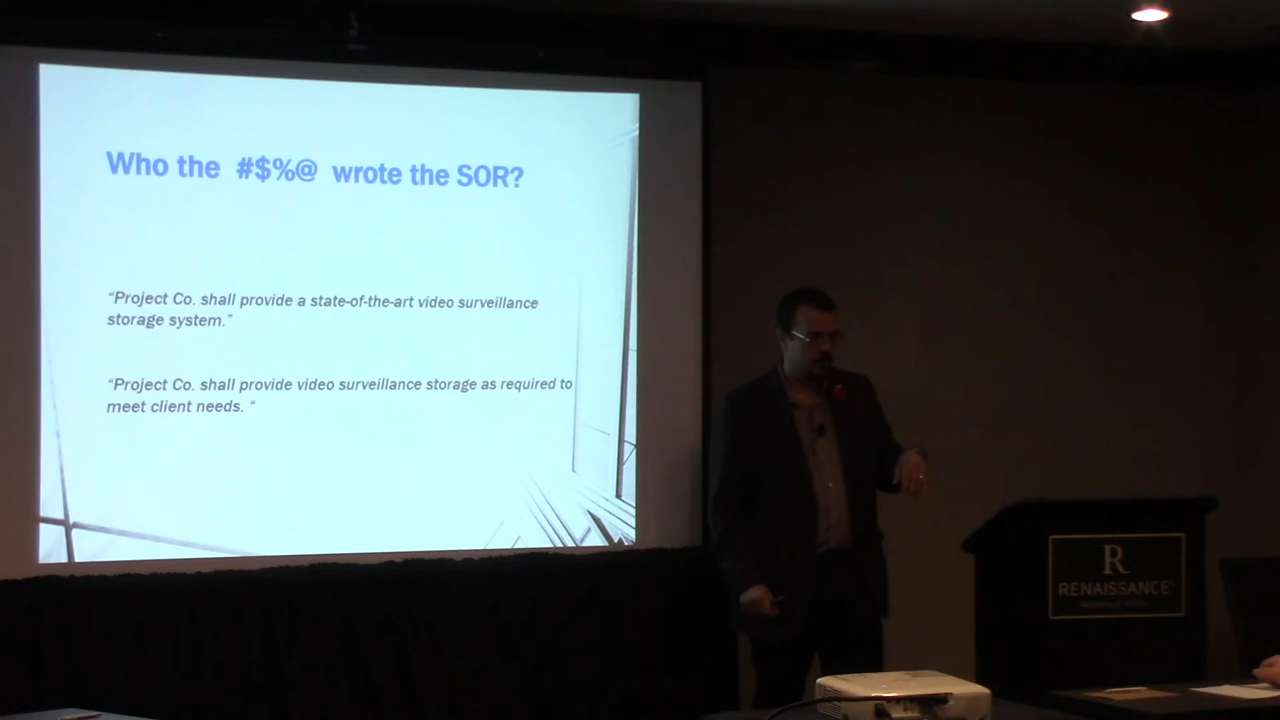 Who the #$%@ wrote the SOR?
“Project Co. shall provide a state-of-the-art video surveillance
storage system.”
“Project Co. shall provide video surveillance storage as required to
meet client needs. “
R
RENAISSANCE